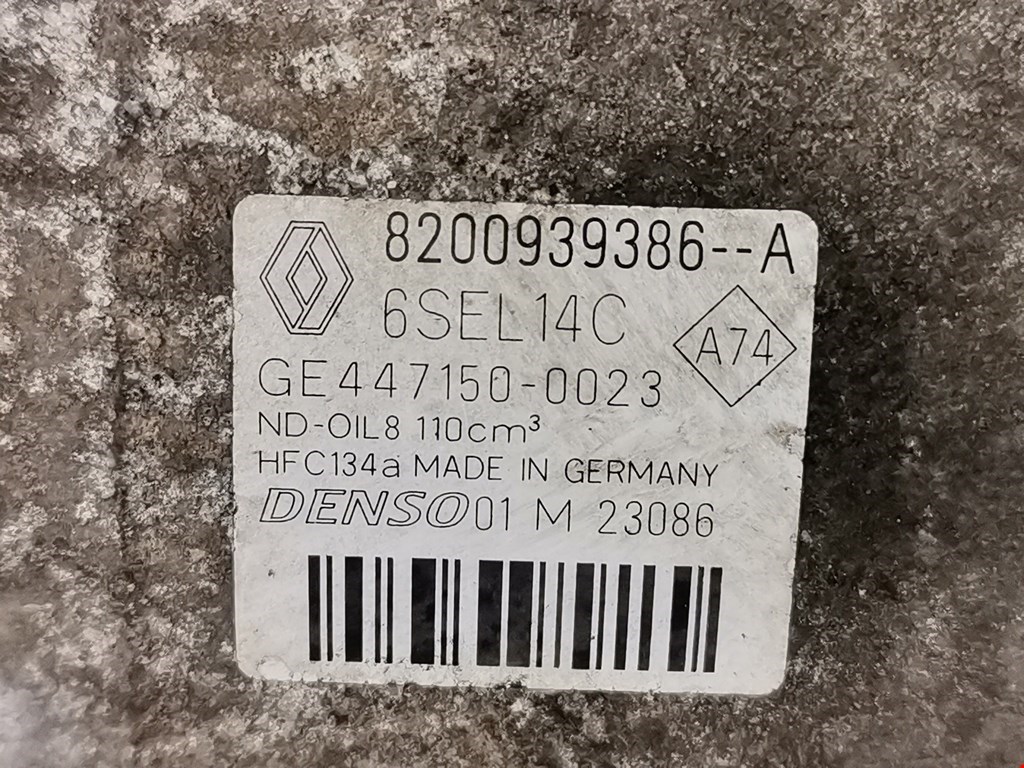 8200939386--A
6SEL14C
A74
GE447150-0023
ND-OIL8 110cm³
HFC134a MADE IN GERMANY
DENSO 01 M 23086